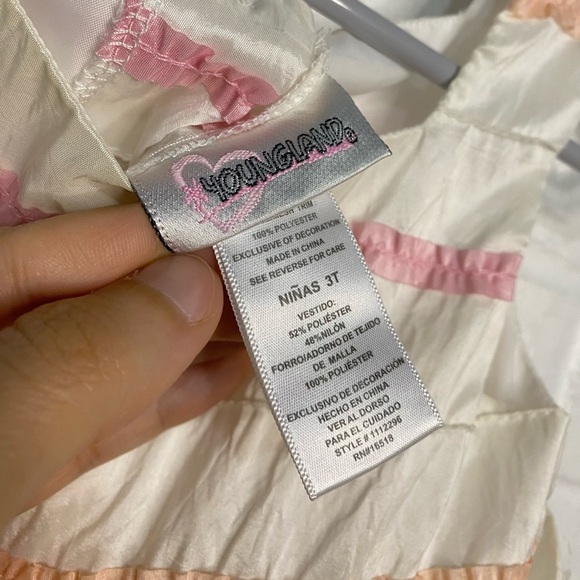 YOUNGLAND®
MESH TRIM
100% POLYESTER
EXCLUSIVE OF DECORATION
MADE IN CHINA
SEE REVERSE FOR CARE
NIÑAS 3T
VESTIDO:
52% POLIÉSTER
48%NILÓN
FORRO/ADORNO DE TEJIDO
DE MALLA
100% POLIÉSTER
EXCLUSIVO DE DECORACIÓN
HECHO EN CHINA
VER AL DORSO
PARA EL CUIDADO
STYLE # 1112296
RN#16518